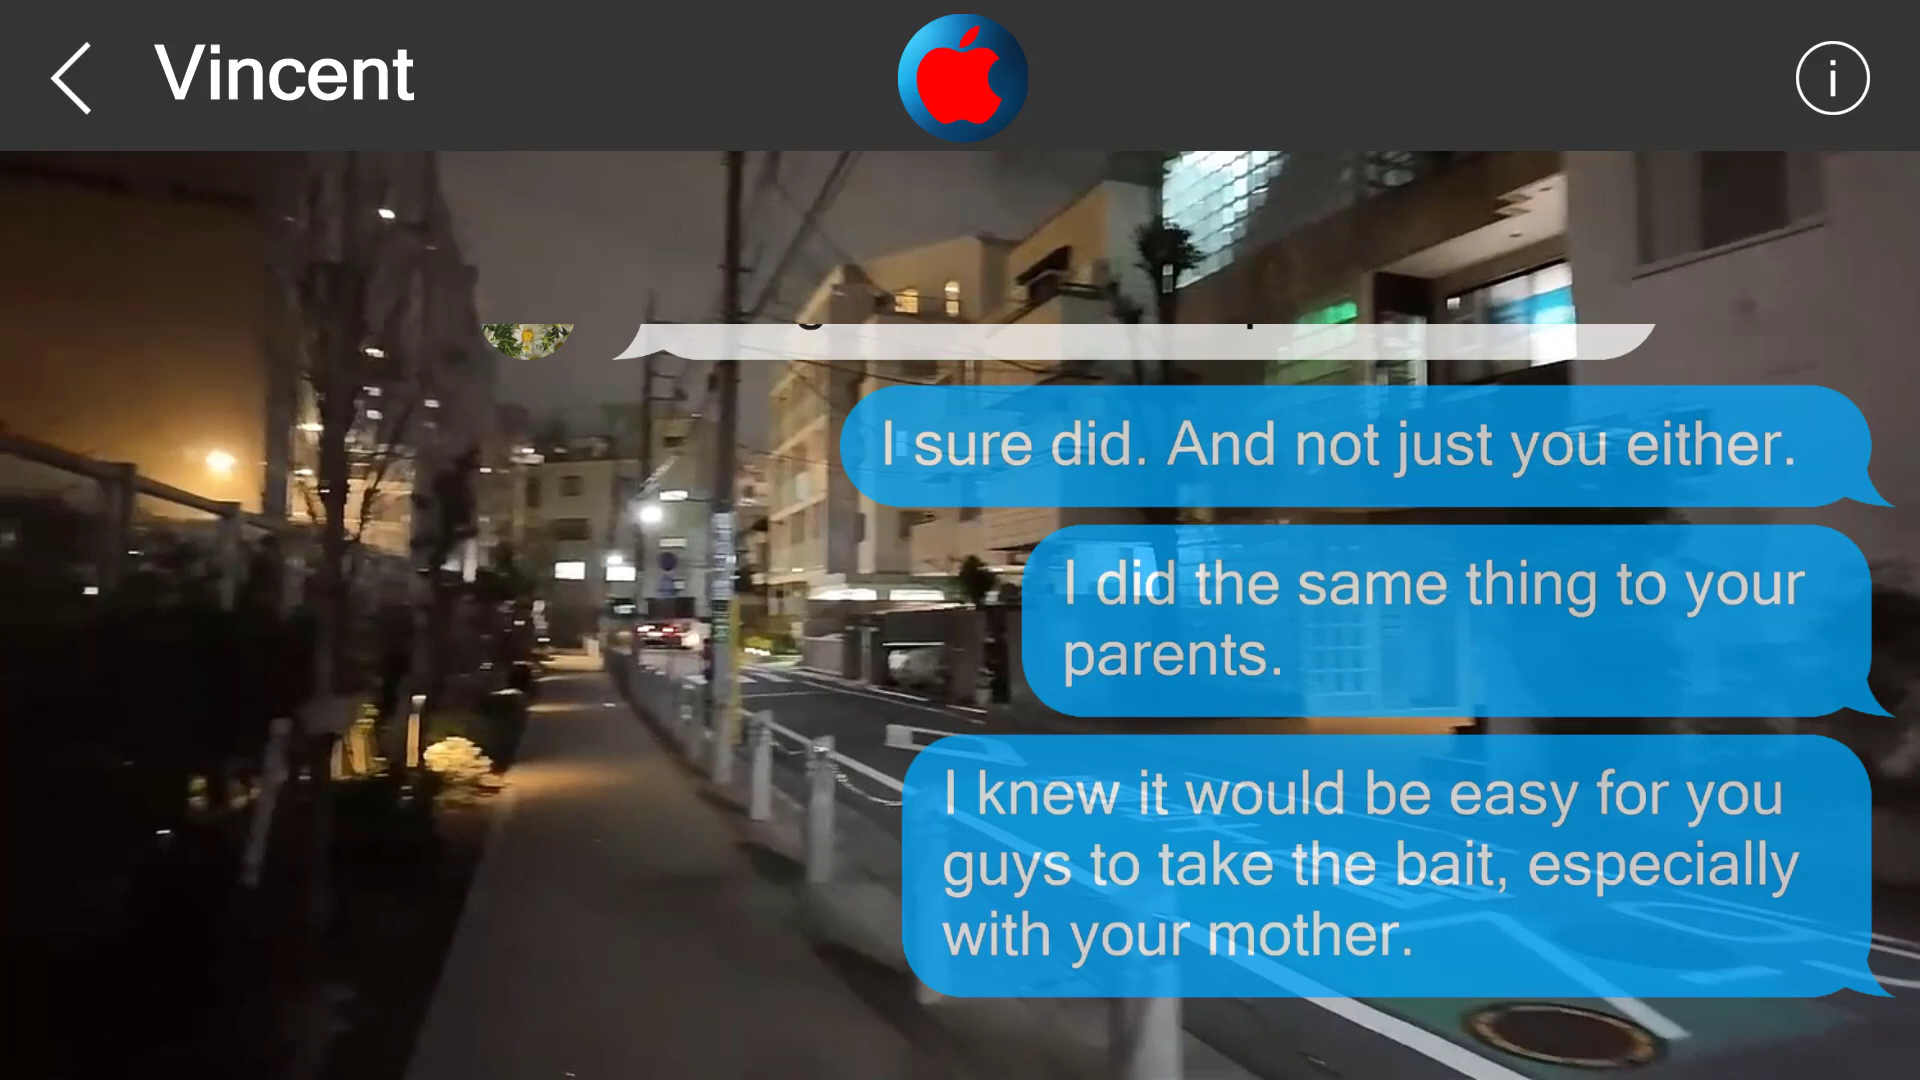 Vincent
i
I sure did. And not just you either.
I did the same thing to your
parents.
I knew it would be easy for you
guys to take the bait, especially
with your mother.